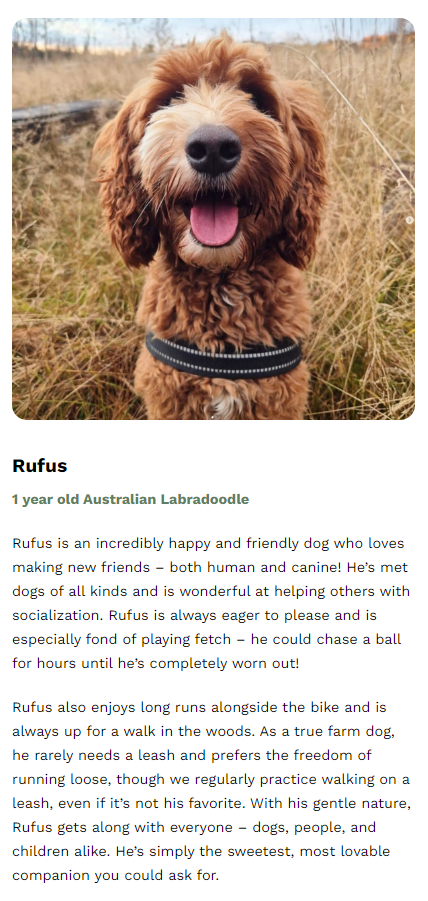 Rufus
1 year old Australian Labradoodle
Rufus is an incredibly happy and friendly dog who loves
making new friends – both human and canine! He’s met
dogs of all kinds and is wonderful at helping others with
socialization. Rufus is always eager to please and is
especially fond of playing fetch – he could chase a ball
for hours until he’s completely worn out!
Rufus also enjoys long runs alongside the bike and is
always up for a walk in the woods. As a true farm dog,
he rarely needs a leash and prefers the freedom of
running loose, though we regularly practice walking on a
leash, even if it’s not his favorite. With his gentle nature,
Rufus gets along with everyone – dogs, people, and
children alike. He’s simply the sweetest, most lovable
companion you could ask for.